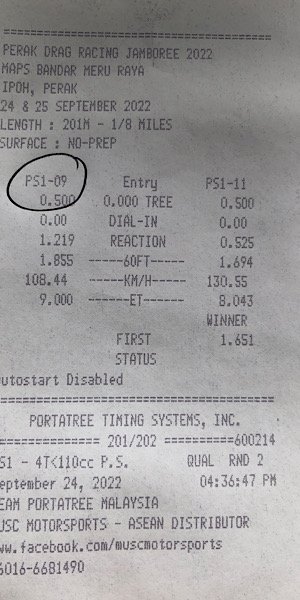 PERAK DRAG RACING JAMBOREE 2022
MAPS BANDAR MERU RAYA
IPOH, PERAK
24 & 25 SEPTEMBER 2022
LENGTH : 201M - 1/8 MILES
SURFACE : NO-PREP
PS1-09 Entry PS1-11
0.500 0.000 TREE 0.500
0.00 DIAL-IN 0.00
1.219 REACTION 0.525
1.855 -----60FT----- 1.694
108.44 -----KM/H----- 130.55
9.000 ------ET------ 8.043
WINNER
FIRST 1.651
STATUS
utostart Disabled
PORTATREE TIMING SYSTEMS, INC.
============= 201/202 ==========600214
S1 - 4T<110cc P.S. QUAL RND 2
eptember 24, 2022 04:36:47 PM
EAM PORTATREE MALAYSIA
USC MOTORSPORTS - ASEAN DISTRIBUTOR
ww.facebook.com/muscmotorsports
6016-6681490